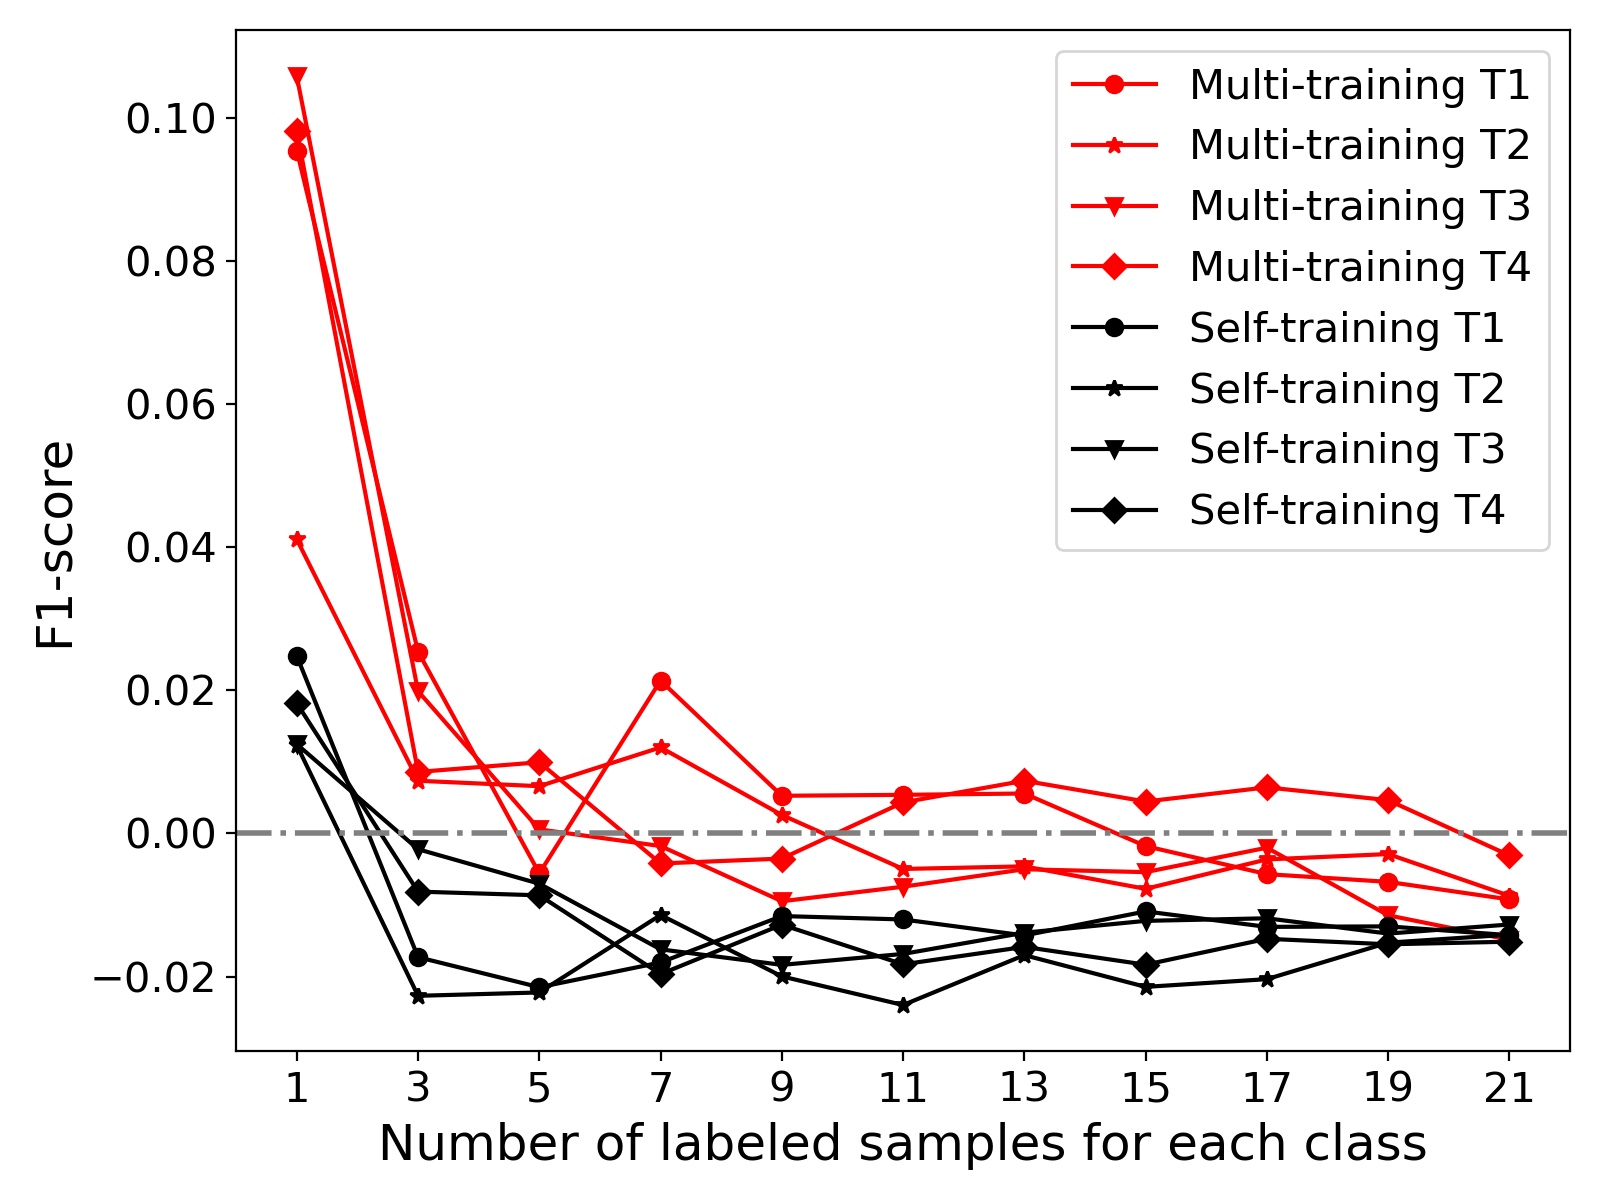 0.10
0.08
0.06
0.04
0.02
0.00
−0.02
F1-score
1 3 5 7 9 11 13 15 17 19 21
Number of labeled samples for each class
Multi-training T1
Multi-training T2
Multi-training T3
Multi-training T4
Self-training T1
Self-training T2
Self-training T3
Self-training T4